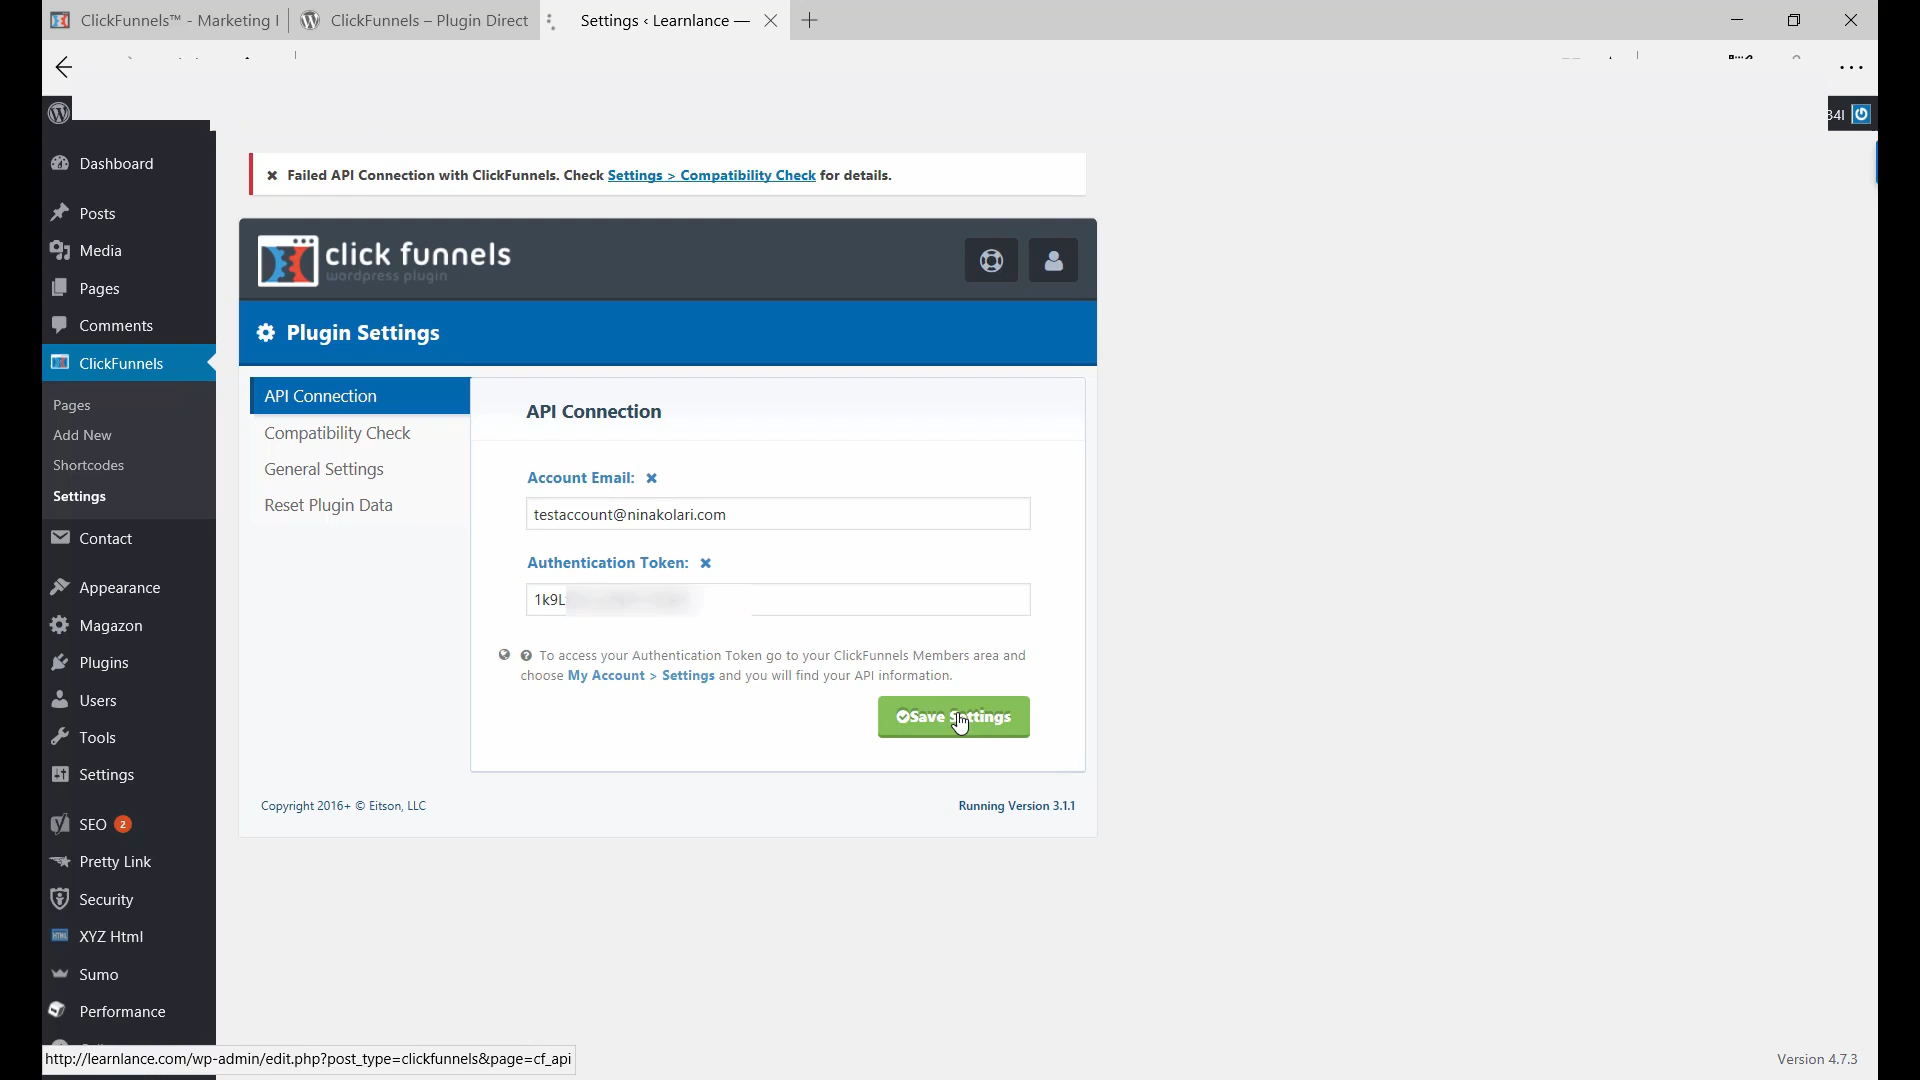 ClickFunnels™ - Marketing I
ClickFunnels – Plugin Direct
Settings ‹ Learnlance —
34l
Dashboard
Posts
Media
Pages
Comments
ClickFunnels
Pages
Add New
Shortcodes
Settings
Contact
Appearance
Magazon
Plugins
Users
Tools
Settings
SEO 2
Pretty Link
Security
XYZ Html
Sumo
Performance
✖ Failed API Connection with ClickFunnels. Check Settings > Compatibility Check for details.
click funnels
wordpress plugin
Plugin Settings
API Connection
Compatibility Check
General Settings
Reset Plugin Data
API Connection
Account Email: ✖
testaccount@ninakolari.com
Authentication Token: ✖
1k9L
To access your Authentication Token go to your ClickFunnels Members area and
choose My Account > Settings and you will find your API information.
Save Settings
Copyright 2016+ © Eitson, LLC
Running Version 3.1.1
http://learnlance.com/wp-admin/edit.php?post_type=clickfunnels&page=cf_api
Version 4.7.3